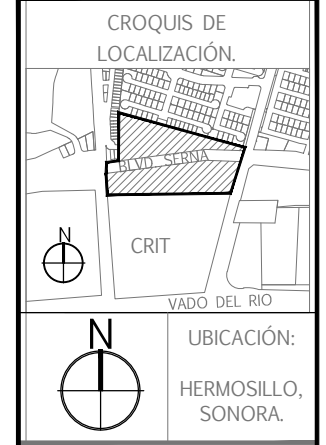 CROQUIS DE
LOCALIZACIÓN.
BLVD. SERNA
N
CRIT
VADO DEL RIO
N
UBICACIÓN:
HERMOSILLO,
SONORA.